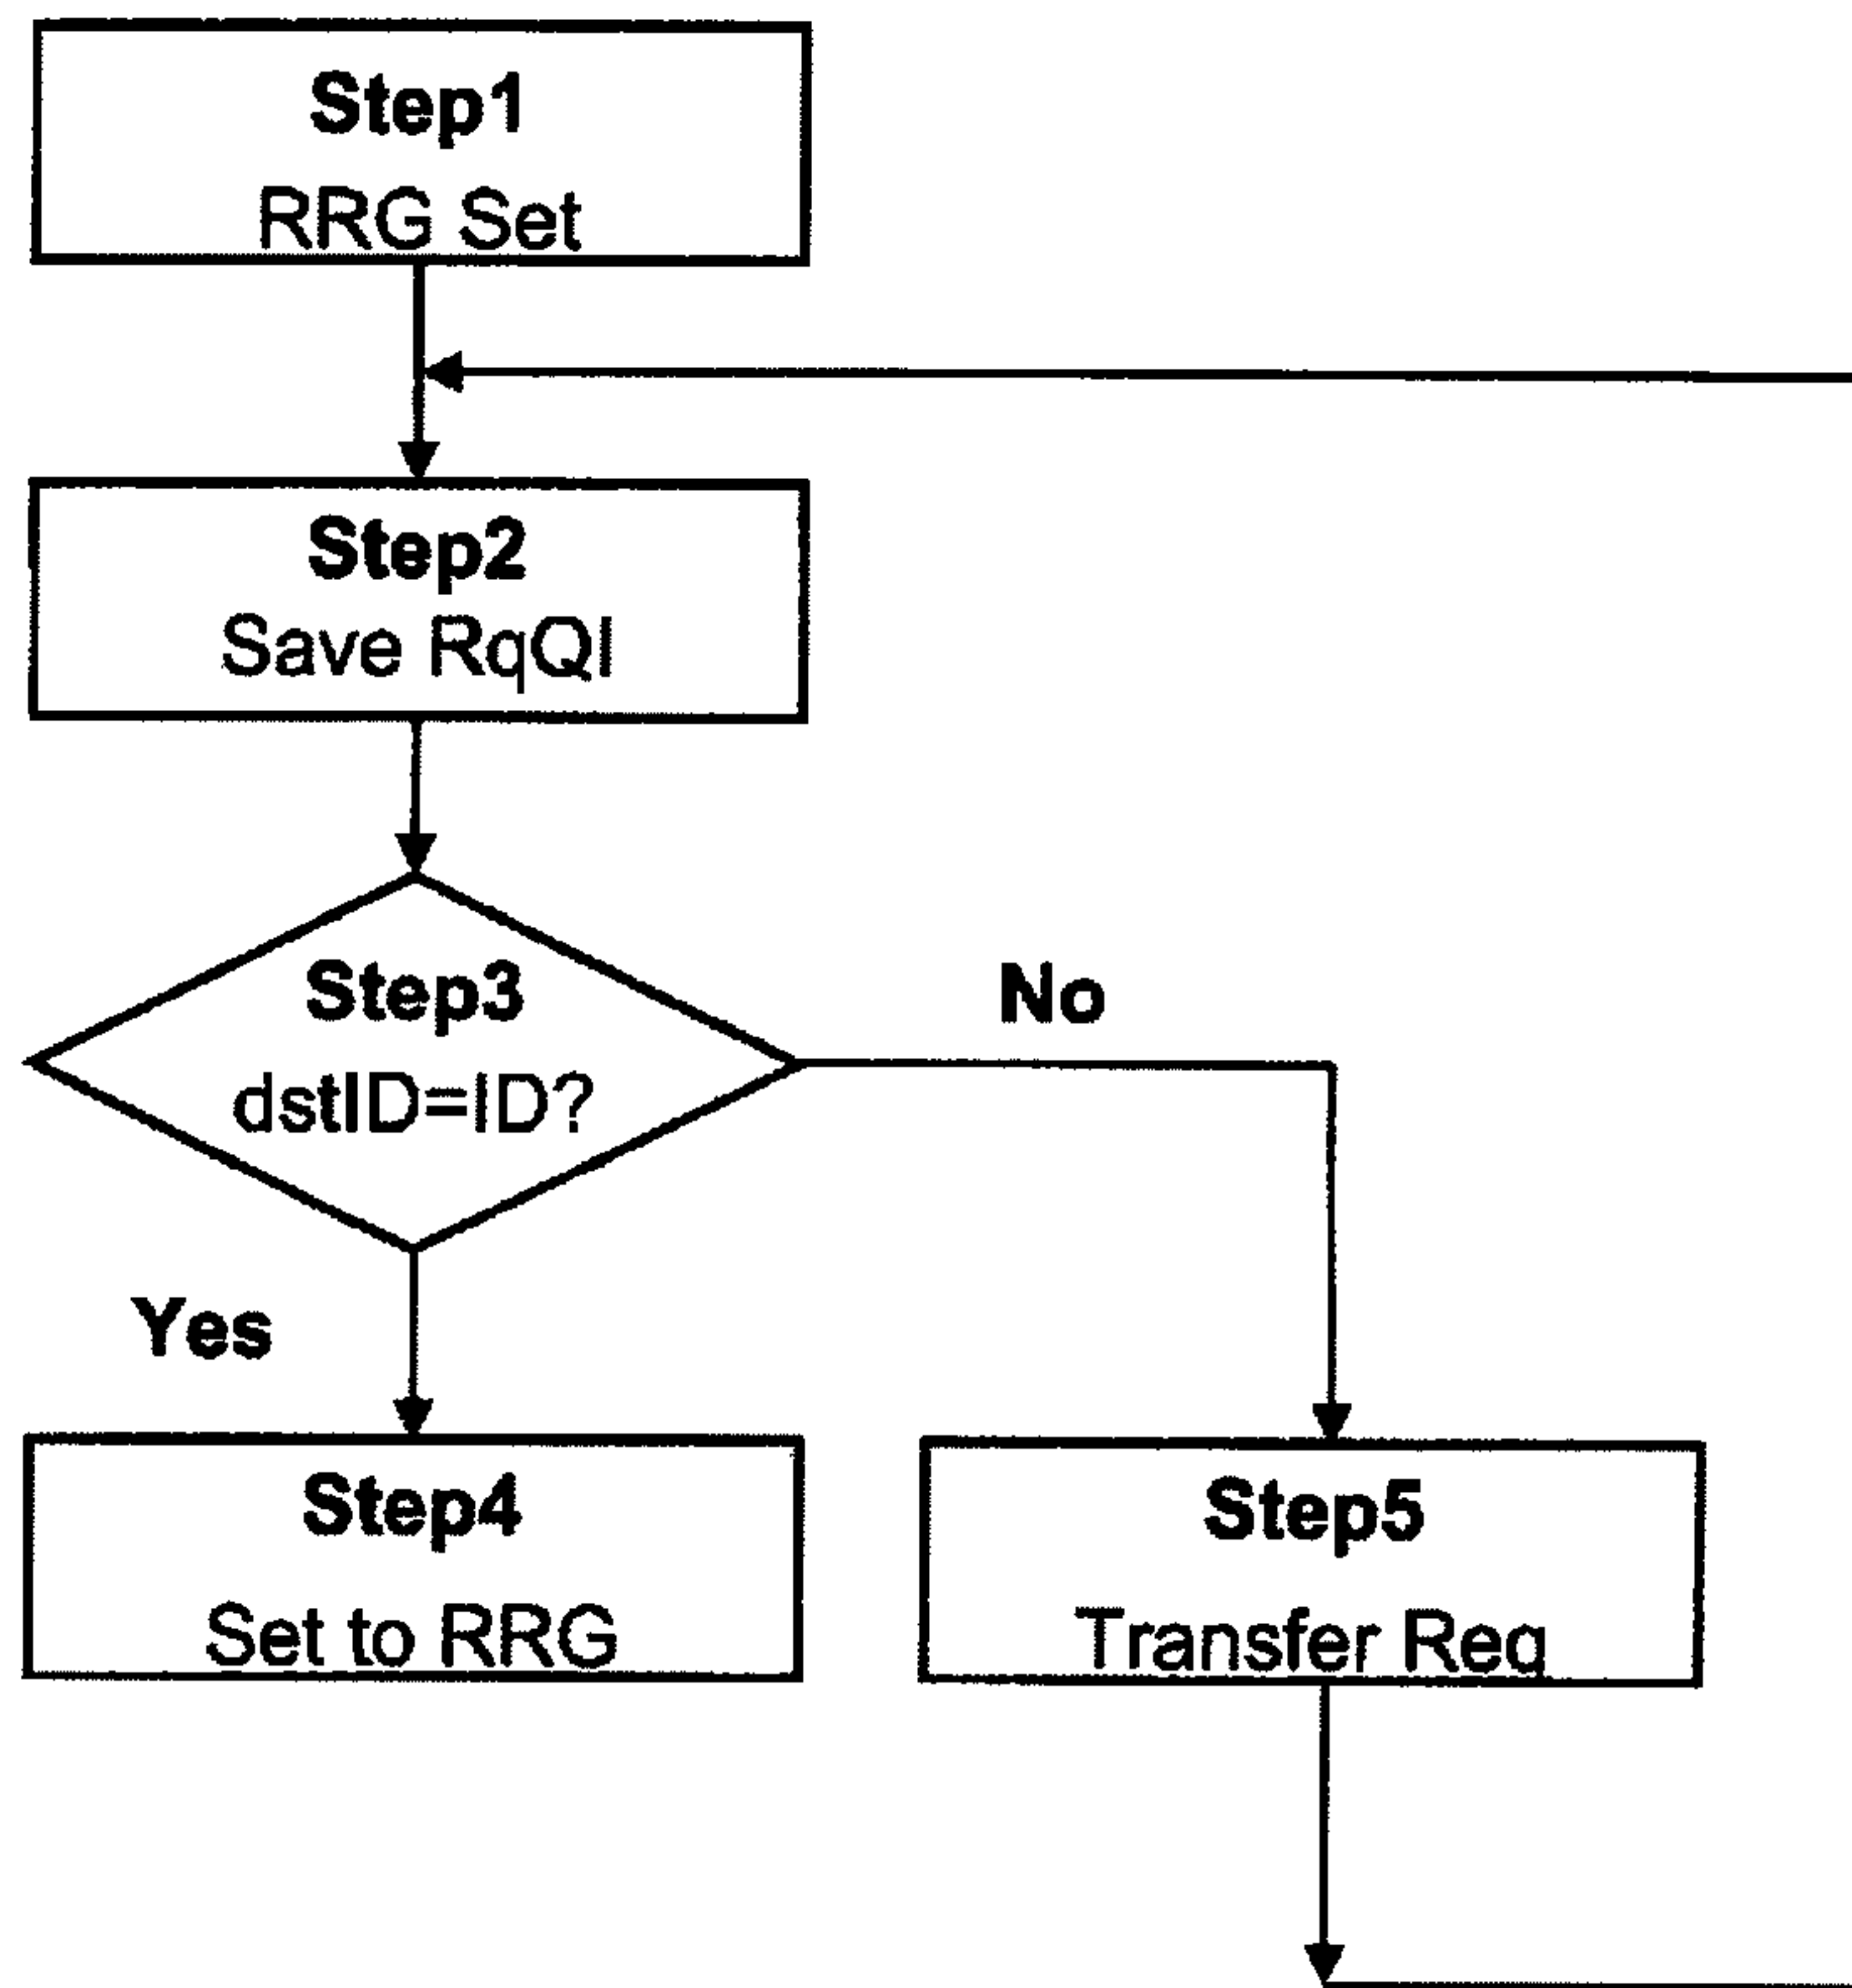 Step1
RRG Set
Step2
Save RqQI
Step3
dstID=ID?
No
Yes
Step4
Set to RRG
Step5
Transfer Req